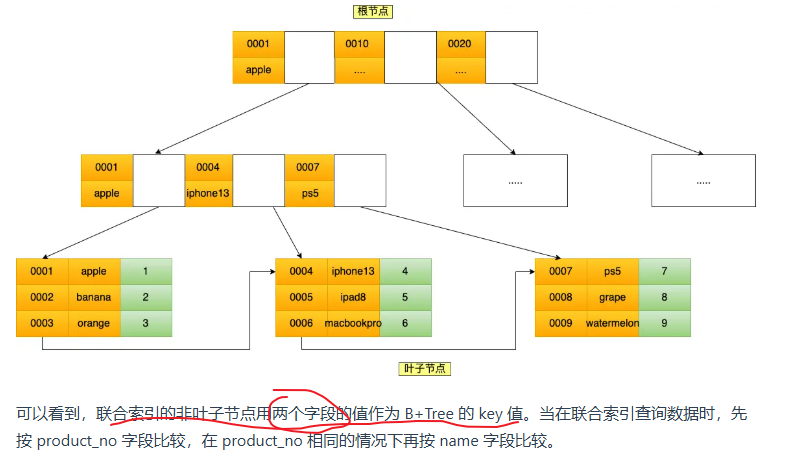 根节点
0001 0010 0020
apple .... ....
0001 0004 0007
apple iphone13 ps5 ..... .....
0001 apple 1 0004 iphone13 4 0007 ps5 7
0002 banana 2 0005 ipad8 5 0008 grape 8
0003 orange 3 0006 macbookpro 6 0009 watermelon 9
叶子节点
可以看到，联合索引的非叶子节点用两个字段的值作为 B+Tree 的 key 值。当在联合索引查询数据时，先
按 product_no 字段比较，在 product_no 相同的情况下再按 name 字段比较。